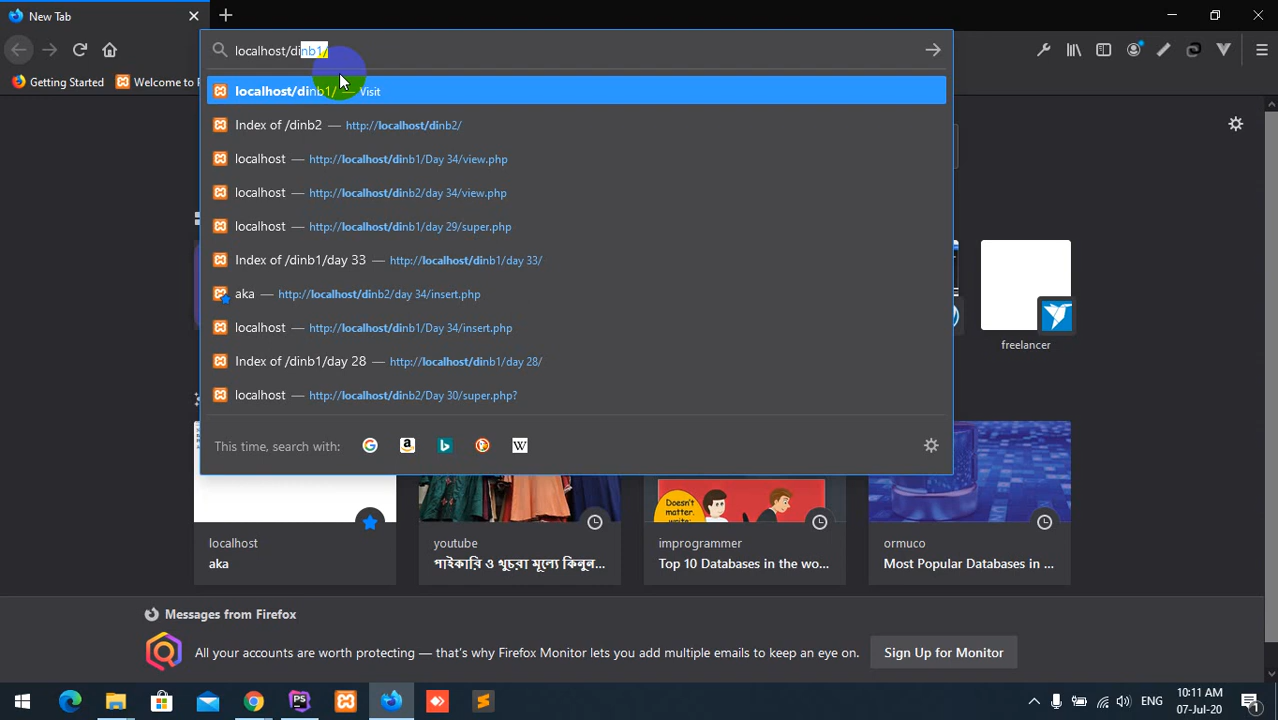 New Tab
localhost/dinb1/
Getting Started
Welcome to
localhost/dinb1/ — Visit
Index of /dinb2 — http://localhost/dinb2/
localhost — http://localhost/dinb1/Day 34/view.php
localhost — http://localhost/dinb2/day 34/view.php
localhost — http://localhost/dinb1/day 29/super.php
Index of /dinb1/day 33 — http://localhost/dinb1/day 33/
aka — http://localhost/dinb2/day 34/insert.php
localhost — http://localhost/dinb1/Day 34/insert.php
Index of /dinb1/day 28 — http://localhost/dinb1/day 28/
localhost — http://localhost/dinb2/Day 30/super.php?
This time, search with:
freelancer
Doesn't
matter.
localhost
aka
youtube
পাইকারি ও খুচরা মূল্যে কিনুন...
improgrammer
Top 10 Databases in the wo...
ormuco
Most Popular Databases in ...
Messages from Firefox
All your accounts are worth protecting — that's why Firefox Monitor lets you add multiple emails to keep an eye on.
Sign Up for Monitor
ENG
10:11 AM
07-Jul-20